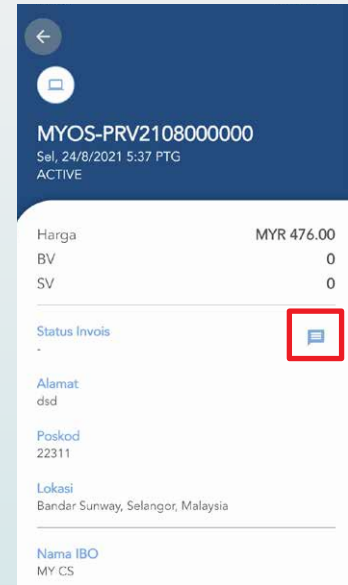 MYOS-PRV2108000000
Sel, 24/8/2021 5:37 PTG
ACTIVE
Harga MYR 476.00
BV 0
SV 0
Status Invois
-
Alamat
dsd
Poskod
22311
Lokasi
Bandar Sunway, Selangor, Malaysia
Nama IBO
MY CS